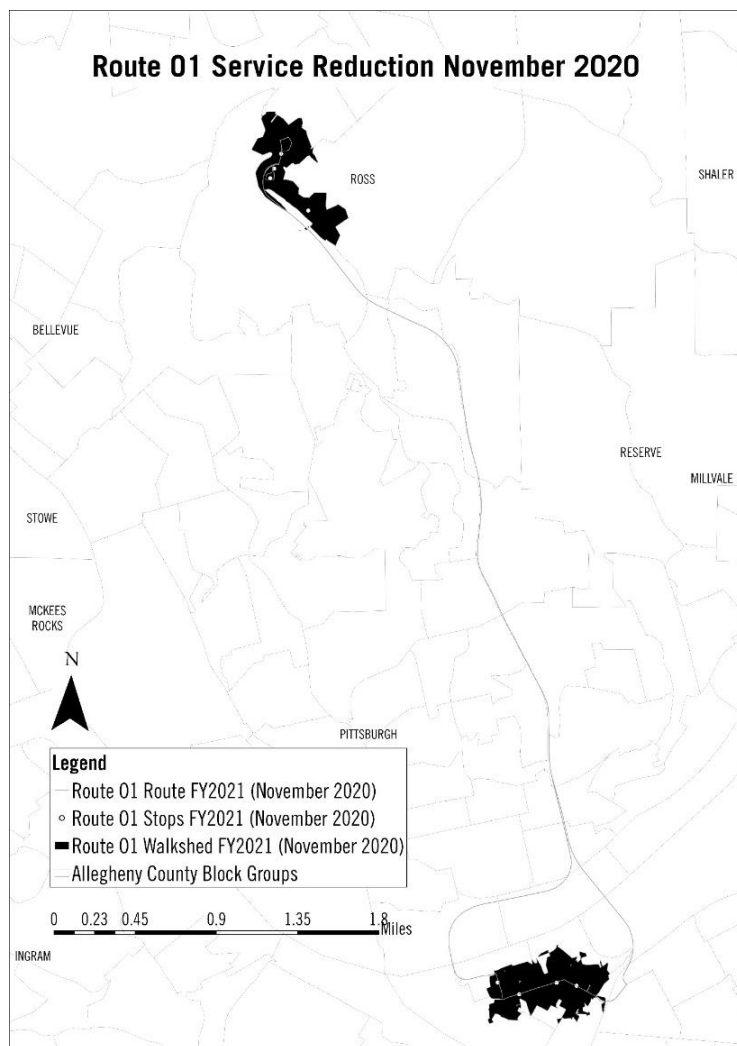 Route 01 Service Reduction November 2020
ROSS
SHALER
BELLEVUE
RESERVE
MILLVALE
STOWE
MCKEES
ROCKS
N
PITTSBURGH
Legend
Route 01 Route FY2021 (November 2020)
Route 01 Stops FY2021 (November 2020)
Route 01 Walkshed FY2021 (November 2020)
Allegheny County Block Groups
0 0.23 0.45 0.9 1.35 1.8
Miles
INGRAM